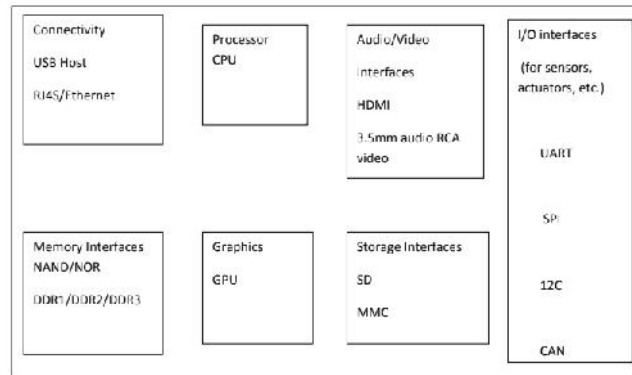 Connectivity
USB Host
RJ45/Ethernet
Processor
CPU
Audio/Video
Interfaces
HDMI
3.5mm audio RCA
video
I/O interfaces
(for sensors,
actuators, etc.)
UART
SPI
12C
CAN
Memory Interfaces
NAND/NOR
DDR1/DDR2/DDR3
Graphics
GPU
Storage Interfaces
SD
MMC